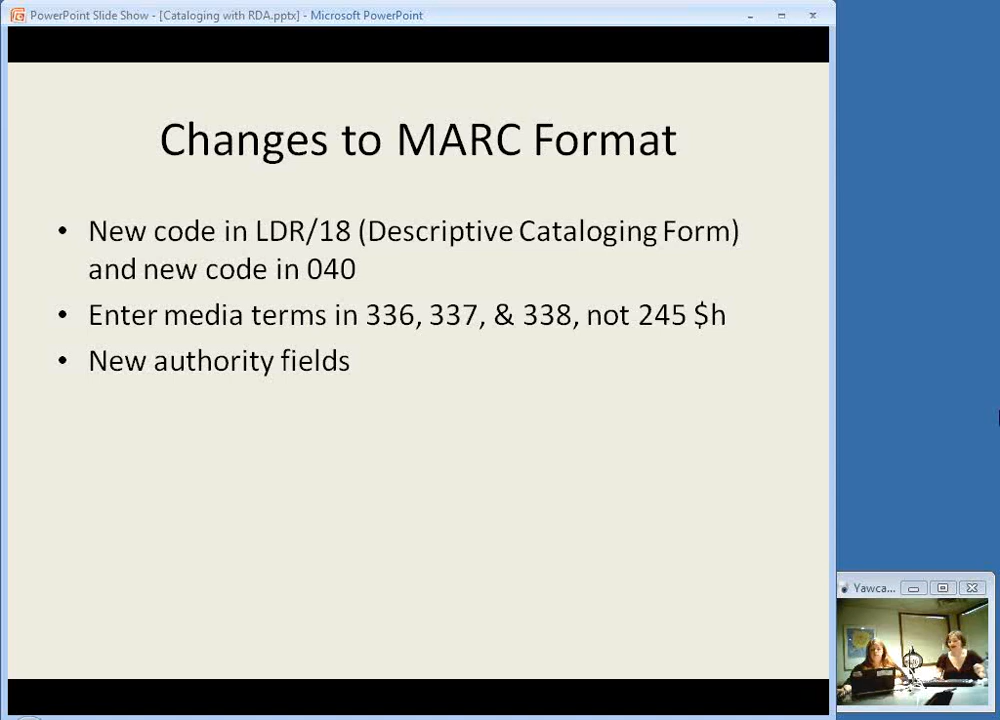 PowerPoint Slide Show - [Cataloging with RDA.pptx] - Microsoft PowerPoint
Changes to MARC Format
• New code in LDR/18 (Descriptive Cataloging Form)
and new code in 040
• Enter media terms in 336, 337, & 338, not 245 $h
• New authority fields
Yawca...